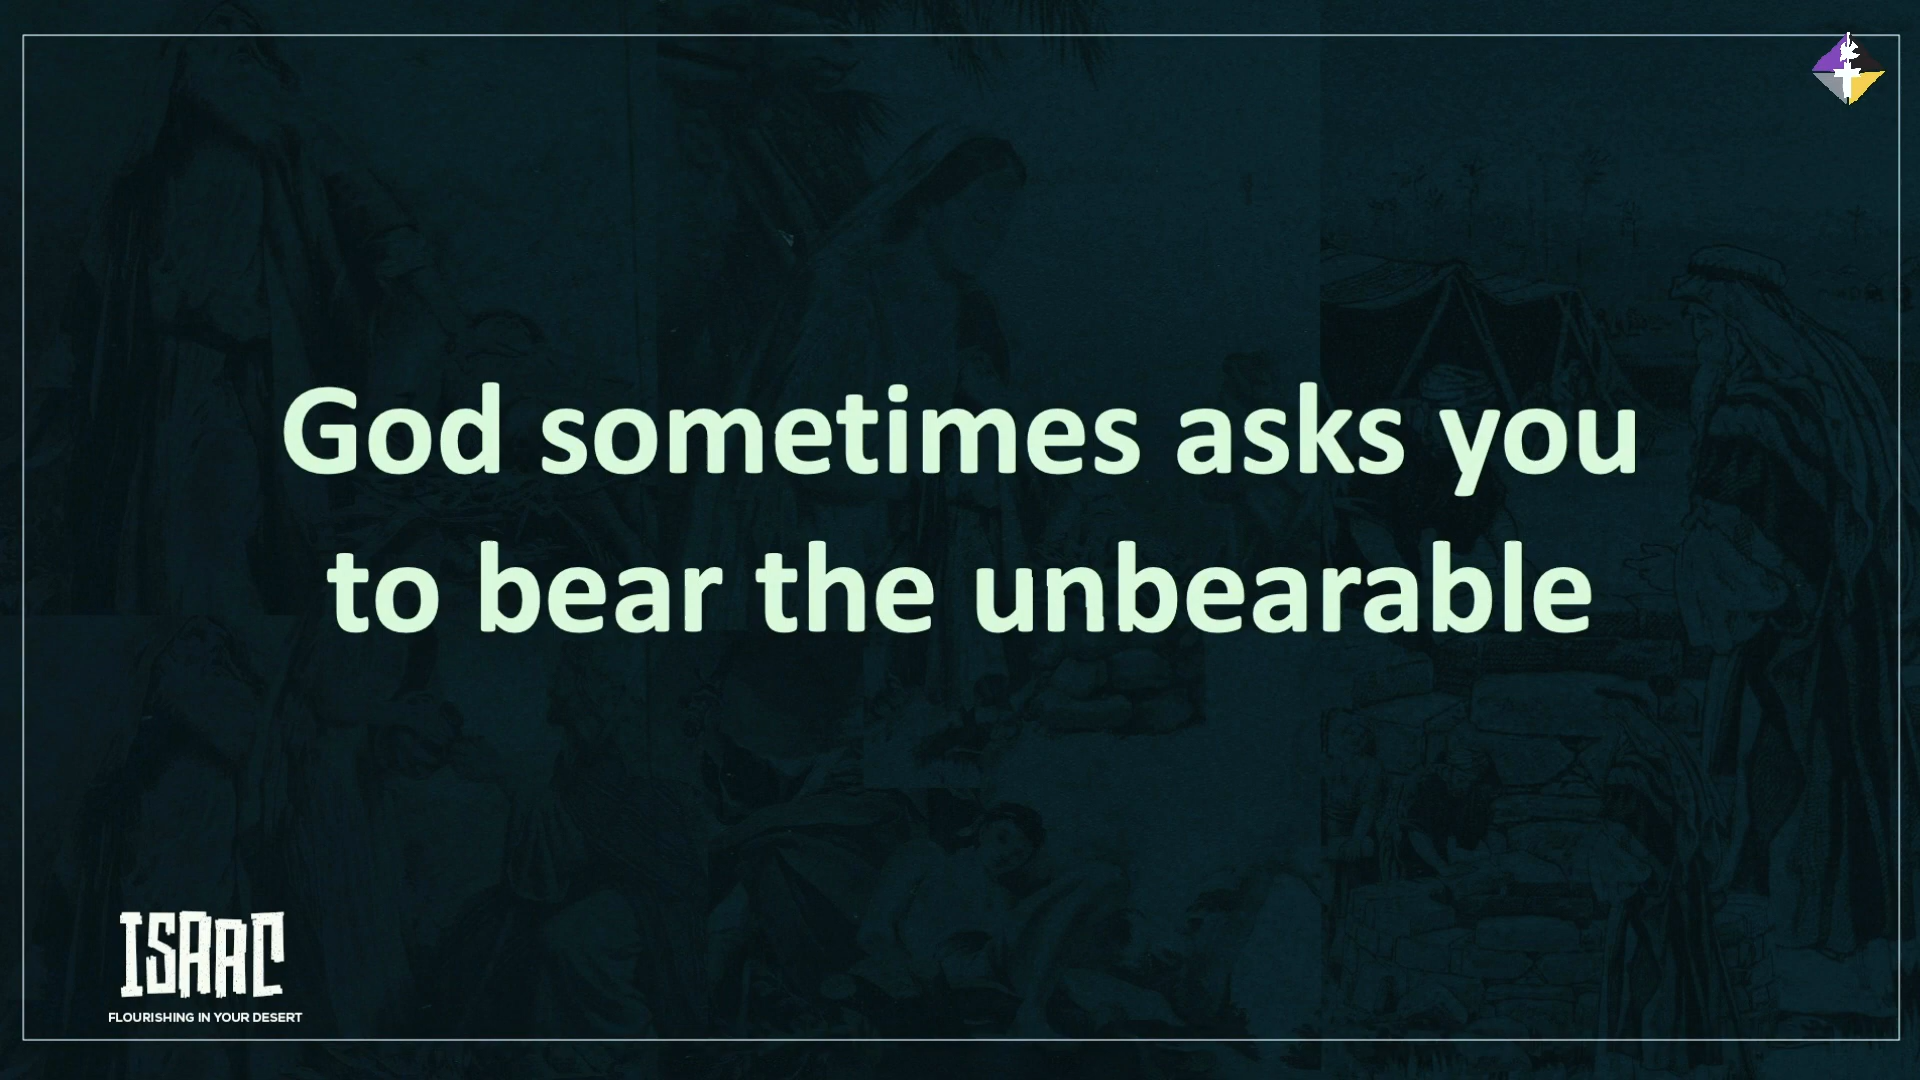 God sometimes asks you
to bear the unbearable
ISAAC
FLOURISHING IN YOUR DESERT